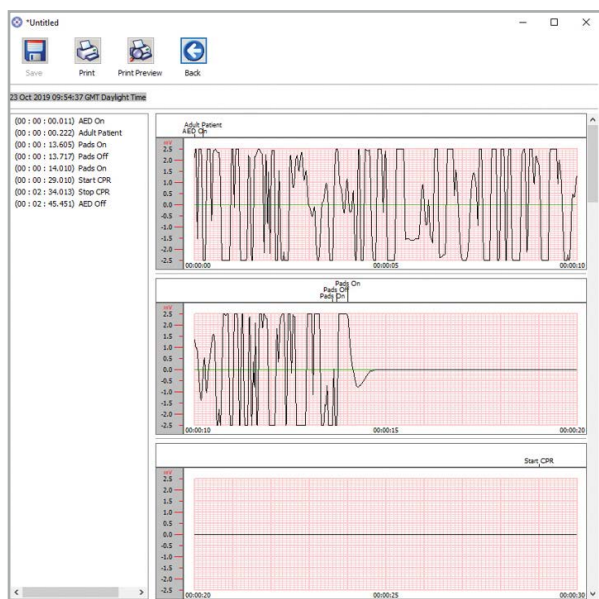 *Untitled
Save Print Print Preview Back
23 Oct 2019 09:54:37 GMT Daylight Time
(00 : 00 : 00.011) AED On
(00 : 00 : 00.222) Adult Patient
(00 : 00 : 13.605) Pads On
(00 : 00 : 13.717) Pads Off
(00 : 00 : 14.010) Pads On
(00 : 00 : 29.010) Start CPR
(00 : 02 : 34.013) Stop CPR
(00 : 02 : 45.451) AED Off
Adult Patient
AED On
mV
2.5
2.0
1.5
1.0
0.5
0.0
-0.5
-1.0
-1.5
-2.0
-2.5
00:00:00 00:00:05 00:00:10
Pads On
Pads Off
Pads On
mV
2.5
2.0
1.5
1.0
0.5
0.0
-0.5
-1.0
-1.5
-2.0
-2.5
00:00:10 00:00:15 00:00:20
Start CPR
mV
2.5
2.0
1.5
1.0
0.5
0.0
-0.5
-1.0
-1.5
-2.0
-2.5
00:00:20 00:00:25 00:00:30